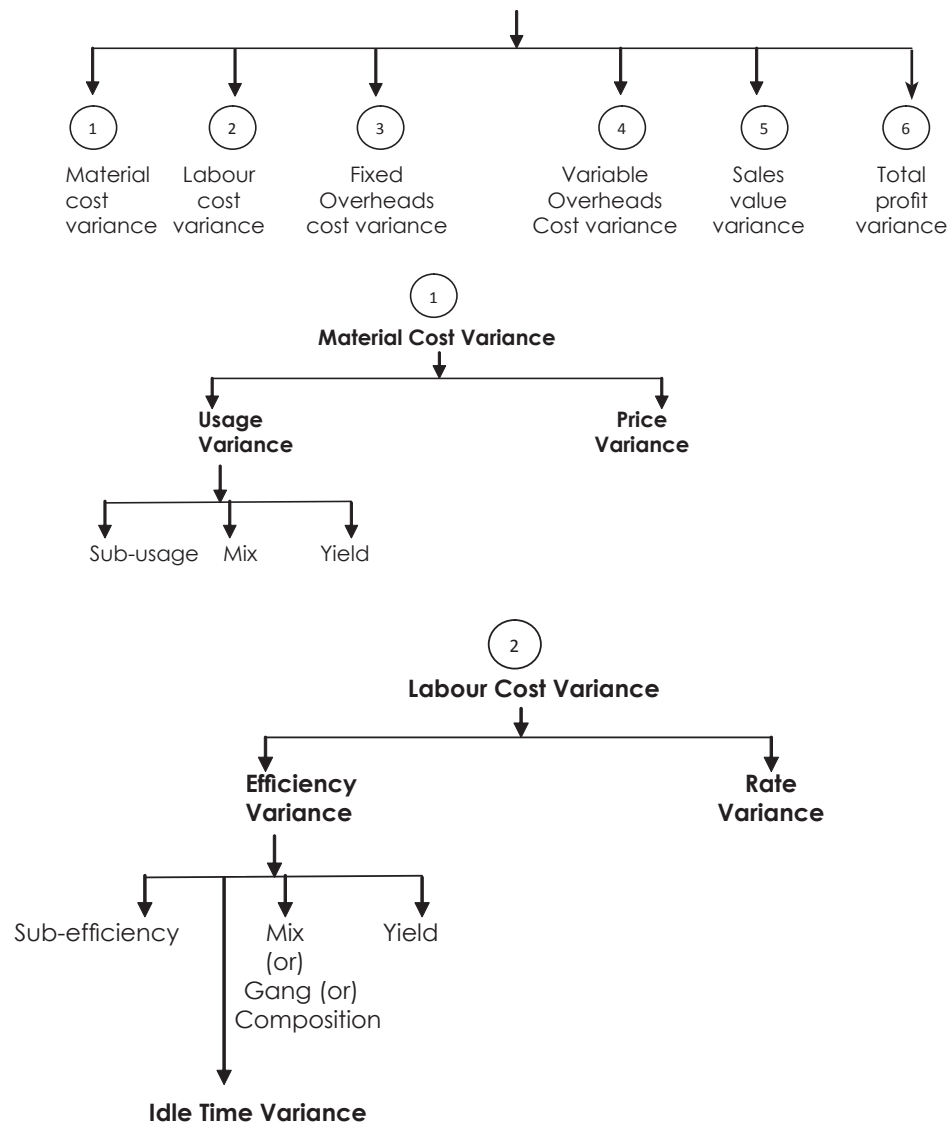 1 2 3 4 5 6
Material Labour Fixed Variable Sales Total
cost cost Overheads Overheads value profit
variance variance cost variance Cost variance variance variance
1
Material Cost Variance
Usage Price
Variance Variance
Sub-usage Mix Yield
2
Labour Cost Variance
Efficiency Rate
Variance Variance
Sub-efficiency Mix Yield
(or)
Gang (or)
Composition
Idle Time Variance